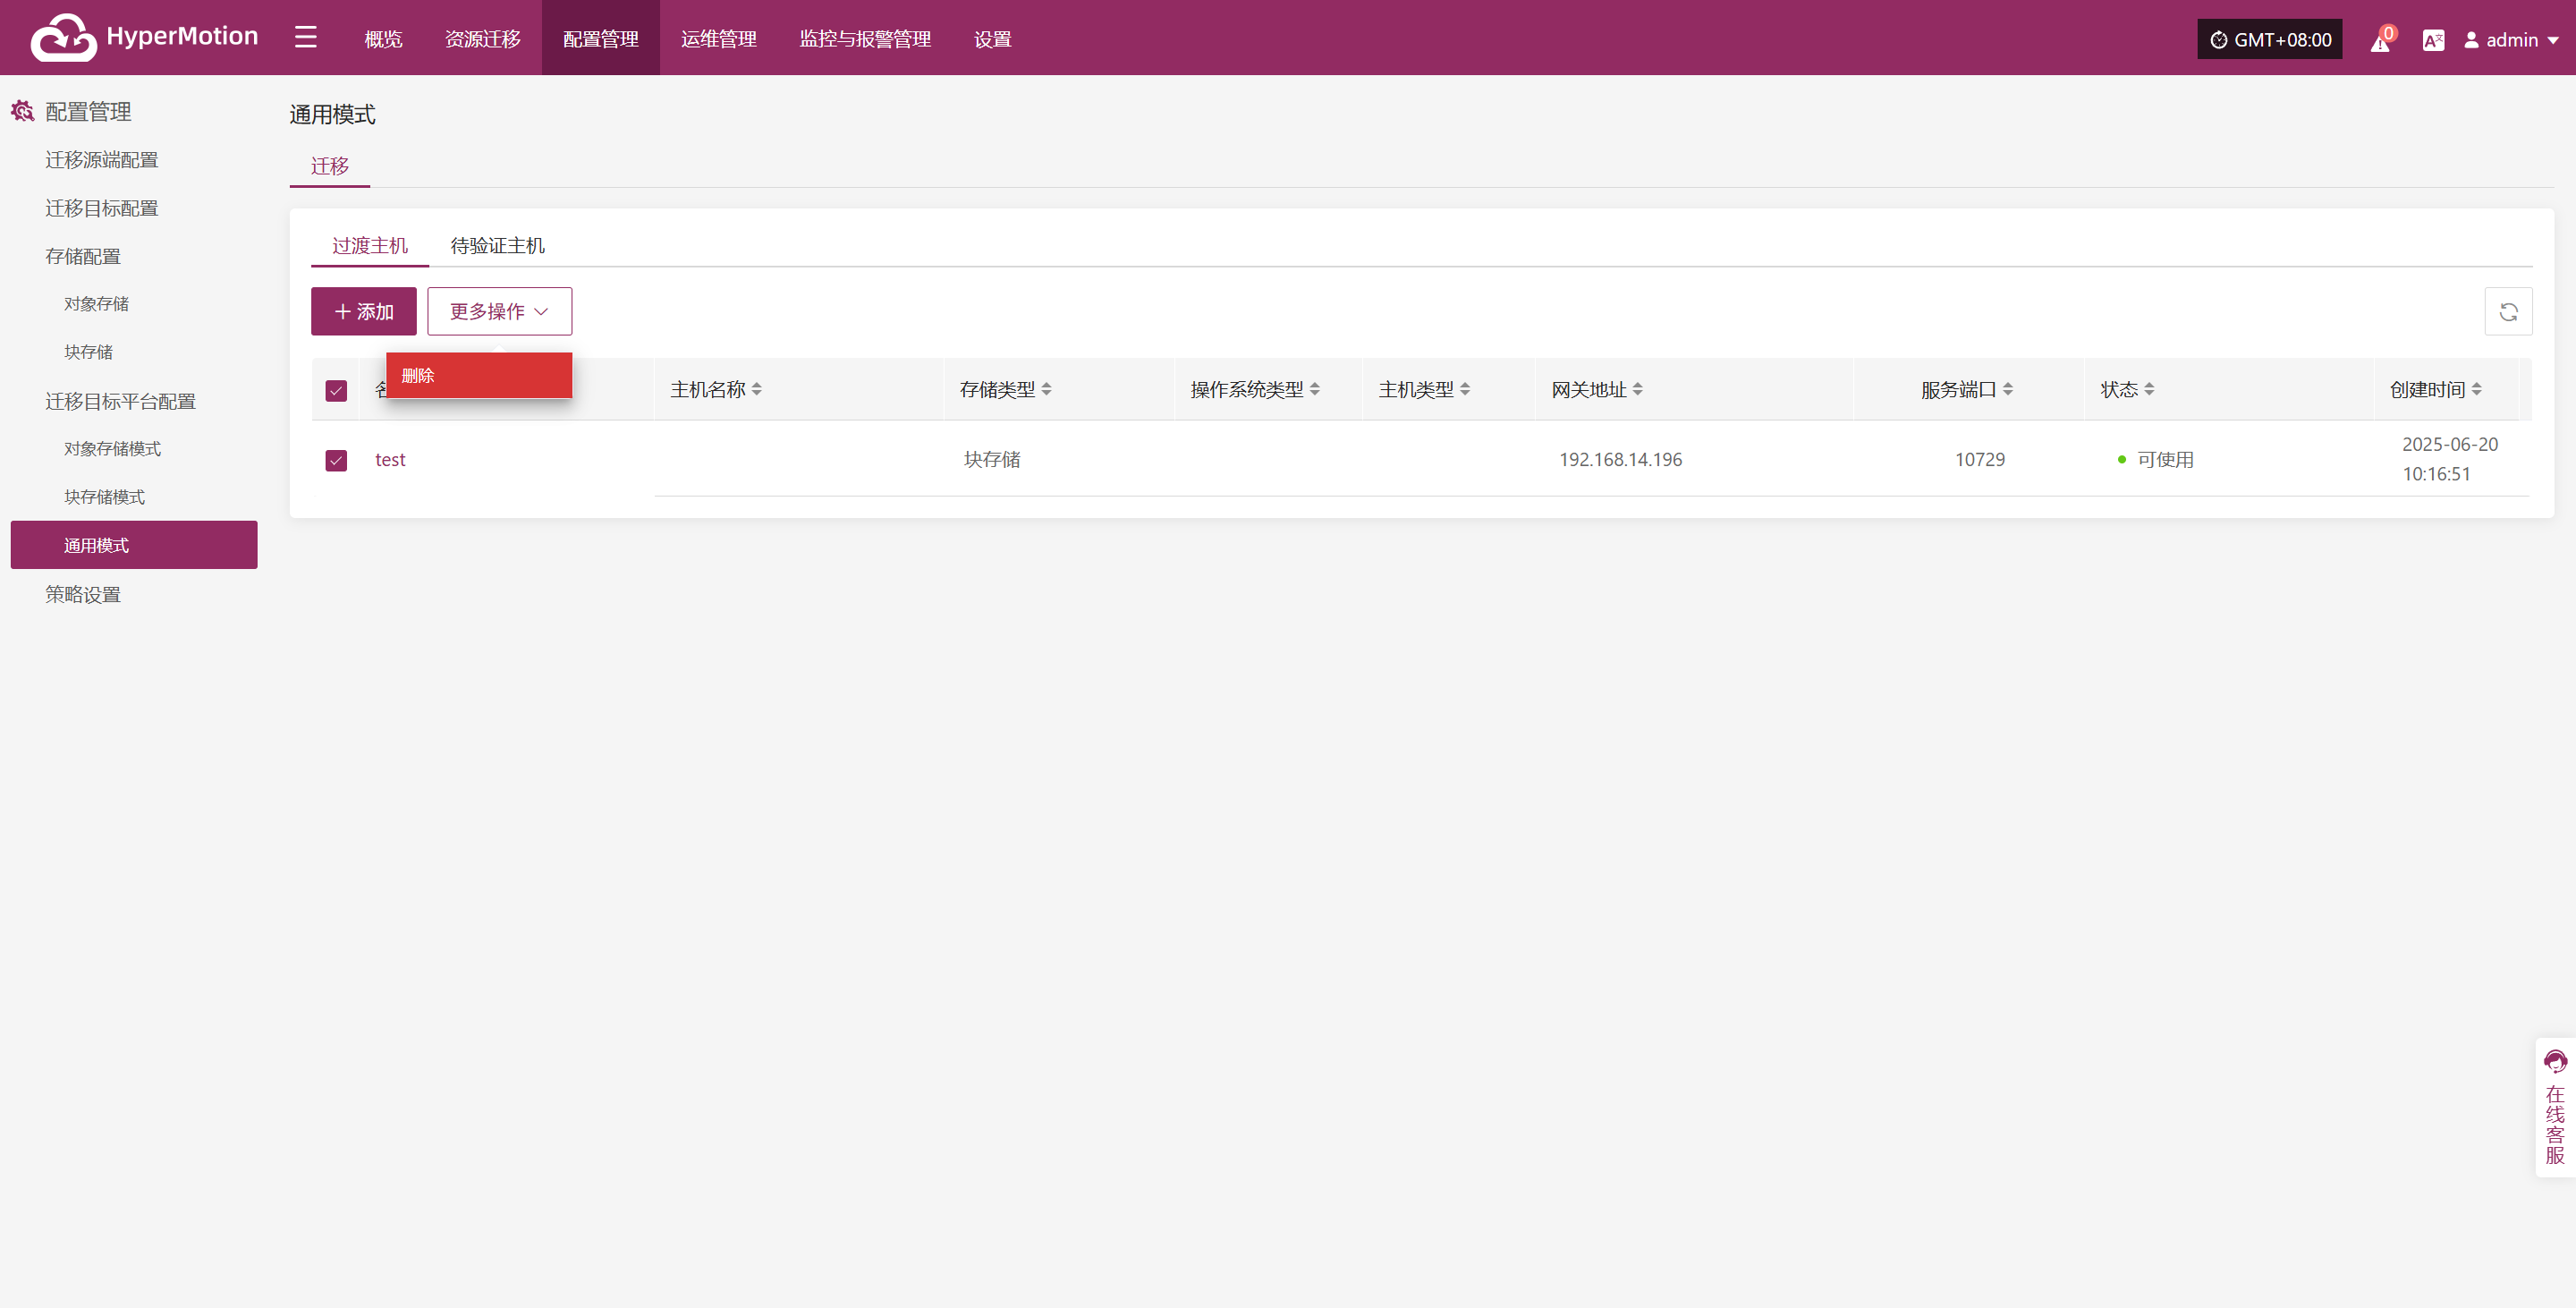 HyperMotion
概览
资源迁移
配置管理
运维管理
监控与报警管理
设置
GMT+08:00
0
admin
配置管理
迁移源端配置
迁移目标配置
存储配置
对象存储
块存储
迁移目标平台配置
对象存储模式
块存储模式
通用模式
策略设置
通用模式
迁移
过渡主机 待验证主机
添加 更多操作
删除
主机名称 存储类型 操作系统类型 主机类型 网关地址 服务端口 状态 创建时间
test 块存储 192.168.14.196 10729 可使用 2025-06-20
10:16:51
在线客服